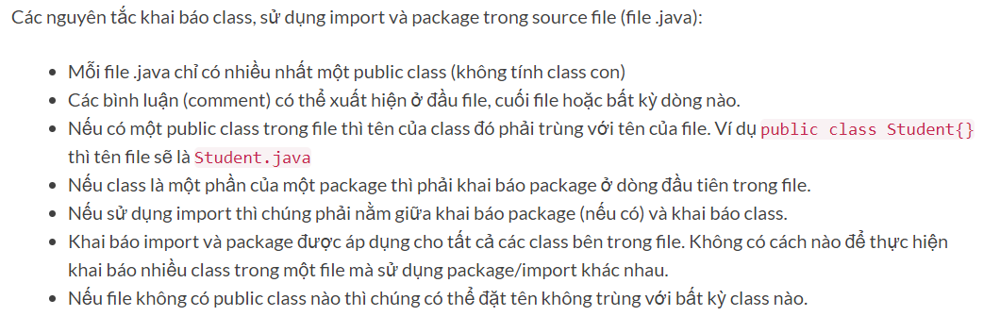 Các nguyên tắc khai báo class, sử dụng import và package trong source file (file .java):
• Mỗi file .java chỉ có nhiều nhất một public class (không tính class con)
• Các bình luận (comment) có thể xuất hiện ở đầu file, cuối file hoặc bất kỳ dòng nào.
• Nếu có một public class trong file thì tên của class đó phải trùng với tên của file. Ví dụ public class Student{}
thì tên file sẽ là Student.java
• Nếu class là một phần của một package thì phải khai báo package ở dòng đầu tiên trong file.
• Nếu sử dụng import thì chúng phải nằm giữa khai báo package (nếu có) và khai báo class.
• Khai báo import và package được áp dụng cho tất cả các class bên trong file. Không có cách nào để thực hiện
khai báo nhiều class trong một file mà sử dụng package/import khác nhau.
• Nếu file không có public class nào thì chúng có thể đặt tên không trùng với bất kỳ class nào.